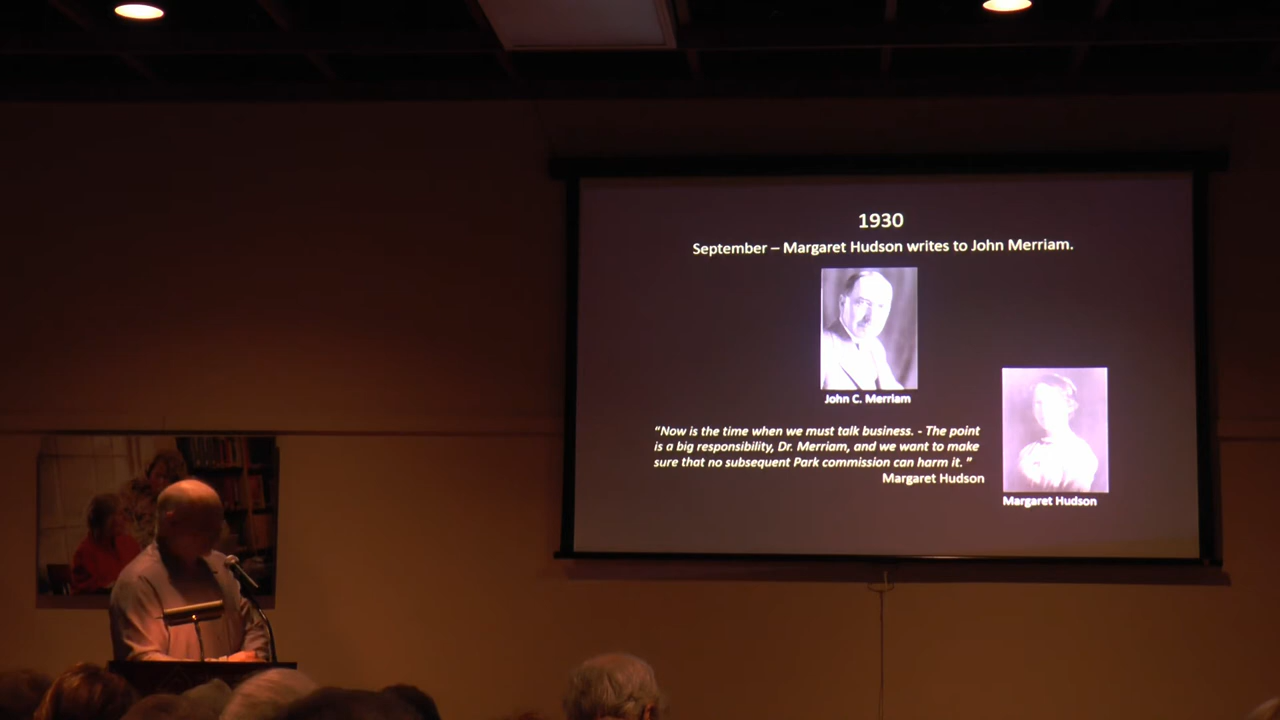 1930
September – Margaret Hudson writes to John Merriam.
John C. Merriam
“Now is the time when we must talk business. - The point
is a big responsibility, Dr. Merriam, and we want to make
sure that no subsequent Park commission can harm it. ”
Margaret Hudson
Margaret Hudson